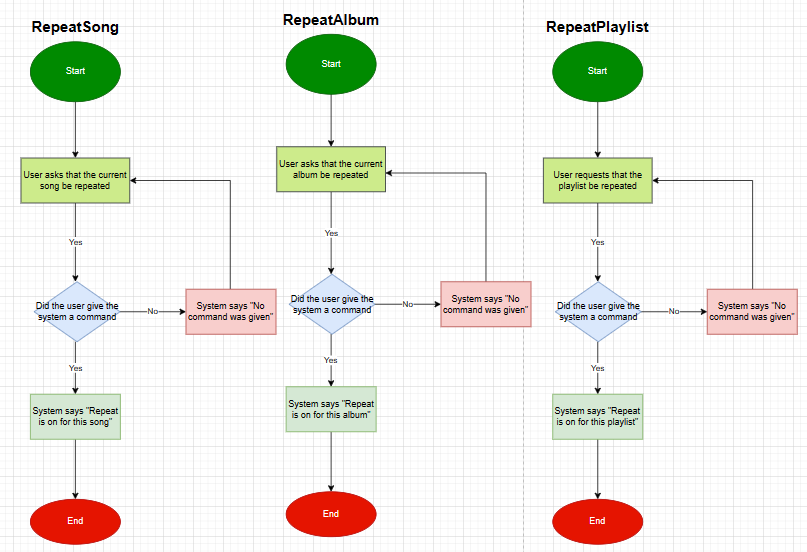 RepeatSong
Start
User asks that the current
song be repeated
Yes
Did the user give the
system a command
No
System says "No
command was given"
Yes
System says "Repeat
is on for this song"
End
RepeatAlbum
Start
User asks that the current
album be repeated
Yes
Did the user give the
system a command
No
System says "No
command was given"
Yes
System says "Repeat
is on for this album"
End
RepeatPlaylist
Start
User requests that the
playlist be repeated
Yes
Did the user give the
system a command
No
System says "No
command was given"
Yes
System says "Repeat
is on for this playlist"
End